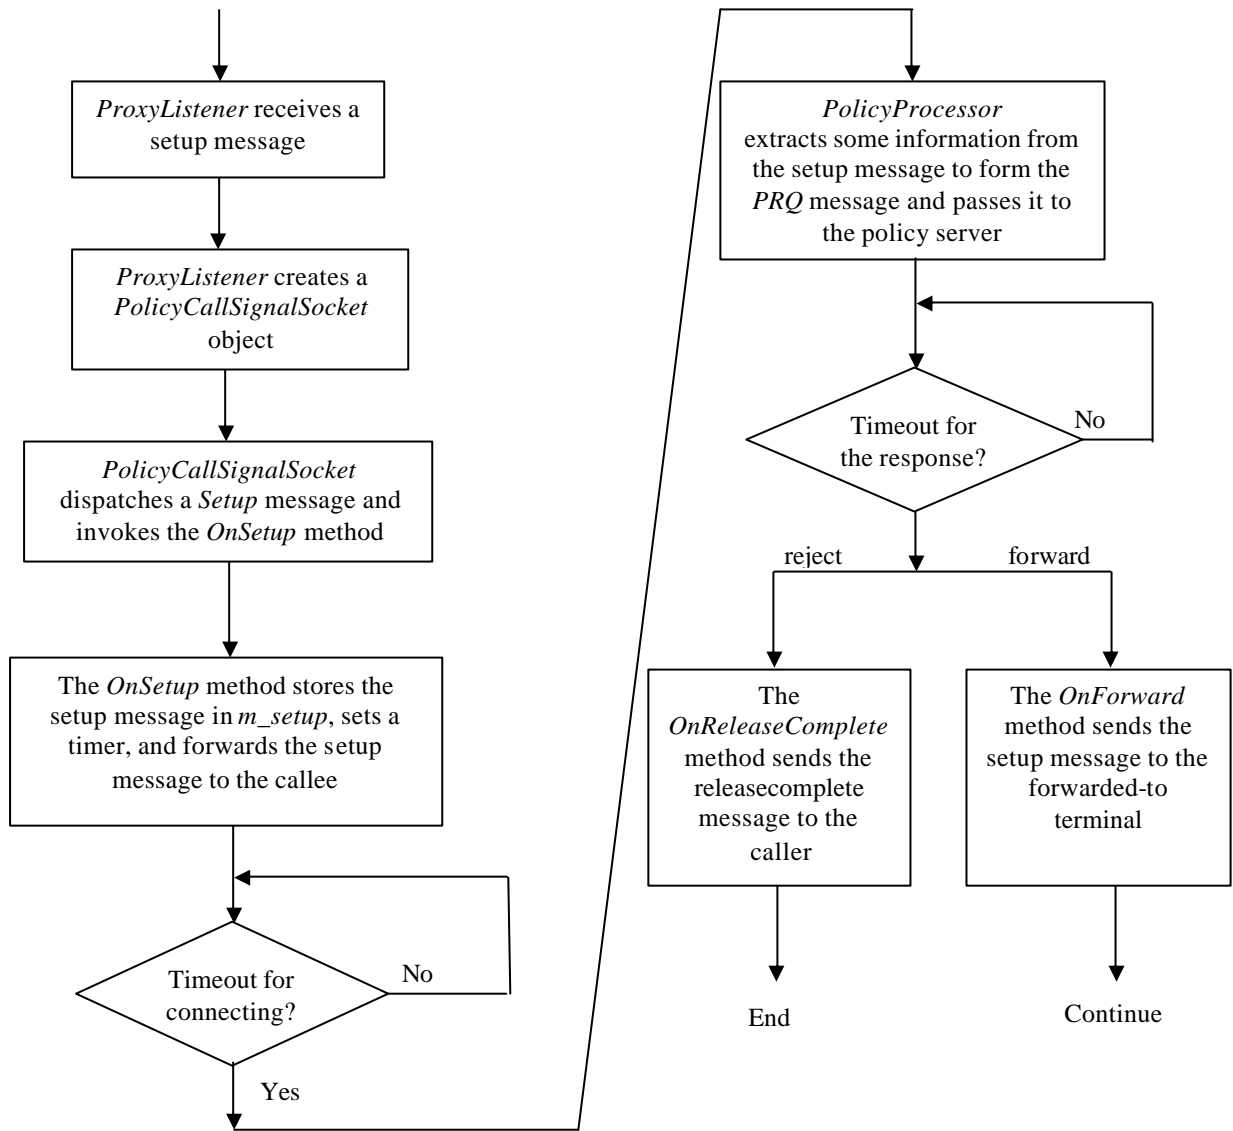 ProxyListener receives a
setup message
ProxyListener creates a
PolicyCallSignalSocket
object
PolicyCallSignalSocket
dispatches a Setup message and
invokes the OnSetup method
The OnSetup method stores the
setup message in m_setup, sets a
timer, and forwards the setup
message to the callee
Timeout for
connecting?
No
Yes
PolicyProcessor
extracts some information from
the setup message to form the
PRQ message and passes it to
the policy server
Timeout for
the response?
No
reject
forward
The
OnReleaseComplete
method sends the
releasecomplete
message to the
caller
The OnForward
method sends the
setup message to the
forwarded-to
terminal
End
Continue